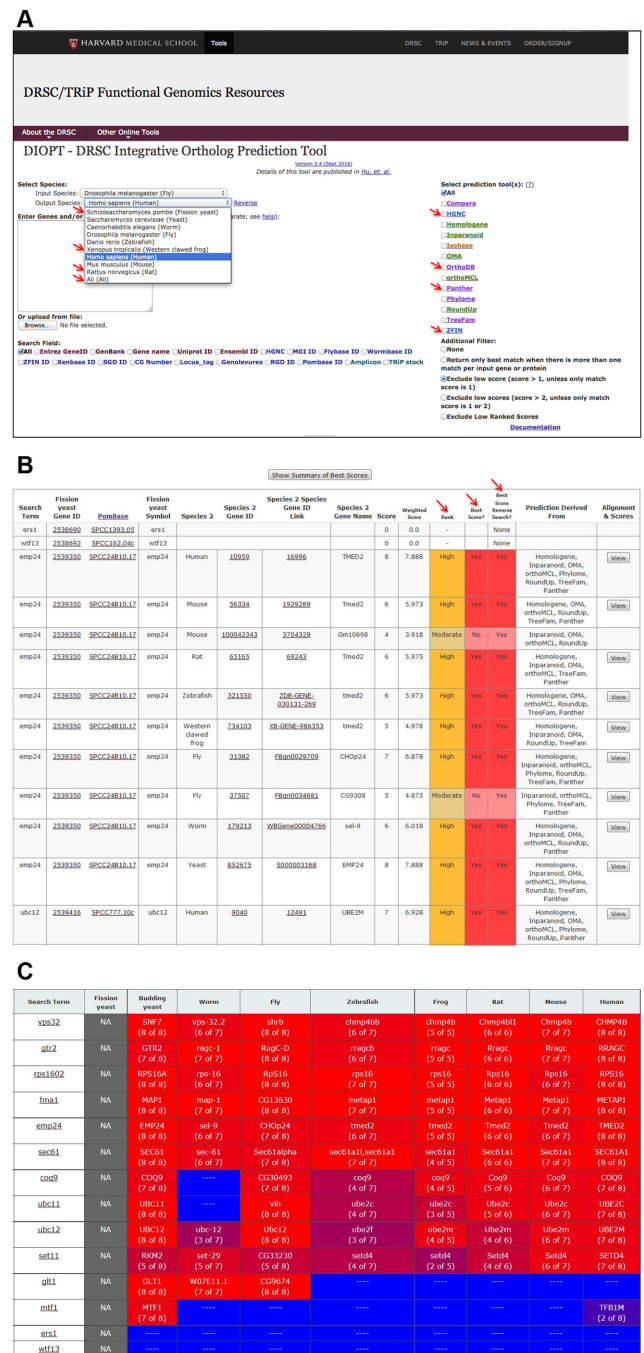 A
HARVARD MEDICAL SCHOOL Tools DRSC TRiP NEWS & EVENTS ORDER/SIGNUP
DRSC/TRiP Functional Genomics Resources
About the DRSC Other Online Tools
DIOPT - DRSC Integrative Ortholog Prediction Tool
Version 5.4 (Sept 2016)
Details of this tool are published in Hu, et. al.
Select Species:
Input Species: Drosophila melanogaster (Fly)
Output Species: Homo sapiens (Human) Reverse
Schizosaccharomyces pombe (Fission yeast)
Saccharomyces cerevisiae (Yeast)
Caenorhabditis elegans (Worm)
Drosophila melanogaster (Fly)
Danio rerio (Zebrafish)
Xenopus tropicalis (Western clawed frog)
Homo sapiens (Human)
Mus musculus (Mouse)
Rattus norvegicus (Rat)
All (All)
Enter Genes and/or arate; see help):
Or upload from file:
Browse... No file selected.
Search Field:
All Entrez GeneID GenBank Gene name Uniprot ID Ensembl ID HGNC MGI ID Flybase ID Wormbase ID
ZFIN ID Xenbase ID SGD ID CG Number Locus_tag Genolevures RGD ID Pombase ID Amplicon TRiP stock
Select prediction tool(s): (?)
All
Compara
HGNC
Homologene
Inparanoid
Isobase
OMA
OrthoDB
orthoMCL
Panther
Phylome
RoundUp
TreeFam
ZFIN
Additional Filter:
None
Return only best match when there is more than one
match per input gene or protein
Exclude low score (score > 1, unless only match
score is 1)
Exclude low scores (score > 2, unless only match
score is 1 or 2)
Exclude Low Ranked Scores
Documentation
B
Show Summary of Best Scores
Search Term Fission yeast Gene ID PomBase Fission yeast Symbol Species 2 Species 2 Gene ID Species 2 Species Gene ID Link Species 2 Gene Name Score Weighted Score Rank Best Score? Best Score Reverse Search? Prediction Derived From Alignment & Scores
ers1 2538690 SPCC1393.05 ers1 0 0.0 - None
wtf13 2538692 SPCC162.04c wtf13 0 0.0 - None
emp24 2539350 SPCC24B10.17 emp24 Human 10959 16996 TMED2 8 7.888 High Yes Yes Homologene, Inparanoid, OMA, orthoMCL, Phylome, RoundUp, TreeFam, Panther View
emp24 2539350 SPCC24B10.17 emp24 Mouse 56334 1929269 Tmed2 6 5.973 High Yes Yes Homologene, OMA, orthoMCL, RoundUp, TreeFam, Panther View
emp24 2539350 SPCC24B10.17 emp24 Mouse 100042343 3704329 Gm10698 4 3.918 Moderate No Yes Inparanoid, OMA, orthoMCL, RoundUp View
emp24 2539350 SPCC24B10.17 emp24 Rat 65165 69243 Tmed2 6 5.975 High Yes Yes Homologene, Inparanoid, OMA, orthoMCL, TreeFam, Panther View
emp24 2539350 SPCC24B10.17 emp24 Zebrafish 321550 ZDB-GENE-030131-269 tmed2 6 5.973 High Yes Yes Homologene, OMA, orthoMCL, RoundUp, TreeFam, Panther View
emp24 2539350 SPCC24B10.17 emp24 Western clawed frog 734103 XB-GENE-986353 tmed2 5 4.978 High Yes Yes Homologene, Inparanoid, OMA, RoundUp, TreeFam View
emp24 2539350 SPCC24B10.17 emp24 Fly 31382 FBgn0029709 CHOp24 7 6.878 High Yes Yes Homologene, Inparanoid, orthoMCL, Phylome, RoundUp, TreeFam, Panther View
emp24 2539350 SPCC24B10.17 emp24 Fly 37507 FBgn0034681 CG9308 5 4.875 Moderate No Yes Inparanoid, orthoMCL, Phylome, TreeFam, Panther View
emp24 2539350 SPCC24B10.17 emp24 Worm 179213 WBGene00004766 sel-9 6 6.018 High Yes Yes Homologene, Inparanoid, OMA, orthoMCL, RoundUp, Panther View
emp24 2539350 SPCC24B10.17 emp24 Yeast 852675 S000003168 EMP24 8 7.888 High Yes Yes Homologene, Inparanoid, OMA, orthoMCL, Phylome, RoundUp, TreeFam, Panther View
ubc12 2539416 SPCC777.10c ubc12 Human 9040 12491 UBE2M 7 6.928 High Yes Yes Homologene, Inparanoid, OMA, orthoMCL, Phylome, RoundUp, Panther View
C
Search Term Fission yeast Budding yeast Worm Fly Zebrafish Frog Rat Mouse Human
vps32 NA SNF7 (8 of 8) vps-32.2 (6 of 7) shrb (8 of 8) chmp4bb (6 of 7) chmp4b (5 of 5) Chmp4bl1 (6 of 6) Chmp4b (7 of 7) CHMP4B (8 of 8)
gtr2 NA GTR2 (7 of 8) ragc-1 (7 of 7) RagC-D (8 of 8) rragcb (6 of 7) rragc (5 of 5) Rragc (6 of 6) Rragc (7 of 7) RRAGC (8 of 8)
rps1602 NA RPS16A (8 of 8) rps-16 (6 of 7) RpS16 (8 of 8) rps16 (7 of 7) rps16 (5 of 5) Rps16 (6 of 6) Rps16 (7 of 7) RPS16 (8 of 8)
fma1 NA MAP1 (8 of 8) map-1 (7 of 7) CG13630 (8 of 8) metap1 (7 of 7) metap1 (5 of 5) Metap1 (6 of 6) Metap1 (7 of 7) METAP1 (8 of 8)
emp24 NA EMP24 (8 of 8) sel-9 (6 of 7) CHOp24 (7 of 8) tmed2 (6 of 7) tmed2 (5 of 5) Tmed2 (6 of 6) Tmed2 (6 of 7) TMED2 (8 of 8)
sec61 NA SEC61 (8 of 8) sec-61 (6 of 7) Sec61alpha (7 of 8) sec61a1l,sec61a1 (7 of 7) sec61a1 (4 of 5) Sec61a1 (6 of 6) Sec61a1 (7 of 7) SEC61A1 (8 of 8)
coq9 NA COQ9 (7 of 8) ---- CG30493 (7 of 8) coq9 (4 of 7) coq9 (4 of 5) Coq9 (5 of 6) Coq9 (6 of 7) COQ9 (7 of 8)
ubc11 NA UBC11 (8 of 8) ---- vih (8 of 8) ube2c (4 of 7) ube2c (3 of 5) Ube2c (5 of 6) Ube2c (6 of 7) UBE2C (7 of 8)
ubc12 NA UBC12 (8 of 8) ubc-12 (3 of 7) Ubc12 (8 of 8) ube2f (3 of 7) ube2m (4 of 5) Ube2m (4 of 6) Ube2m (6 of 7) UBE2M (7 of 8)
set11 NA RKM2 (5 of 8) set-29 (5 of 7) CG33230 (5 of 8) setd4 (4 of 7) setd4 (2 of 5) Setd4 (4 of 6) Setd4 (6 of 7) SETD4 (7 of 8)
glt1 NA GLT1 (8 of 8) W07E11.1 (7 of 7) CG9674 (8 of 8) ---- ---- ---- ---- ----
mtf1 NA MTF1 (7 of 8) ---- ---- ---- ---- ---- ---- TFB1M (2 of 8)
ers1 NA ---- ---- ---- ---- ---- ---- ---- ----
wtf13 NA ---- ---- ---- ---- ---- ---- ---- ----